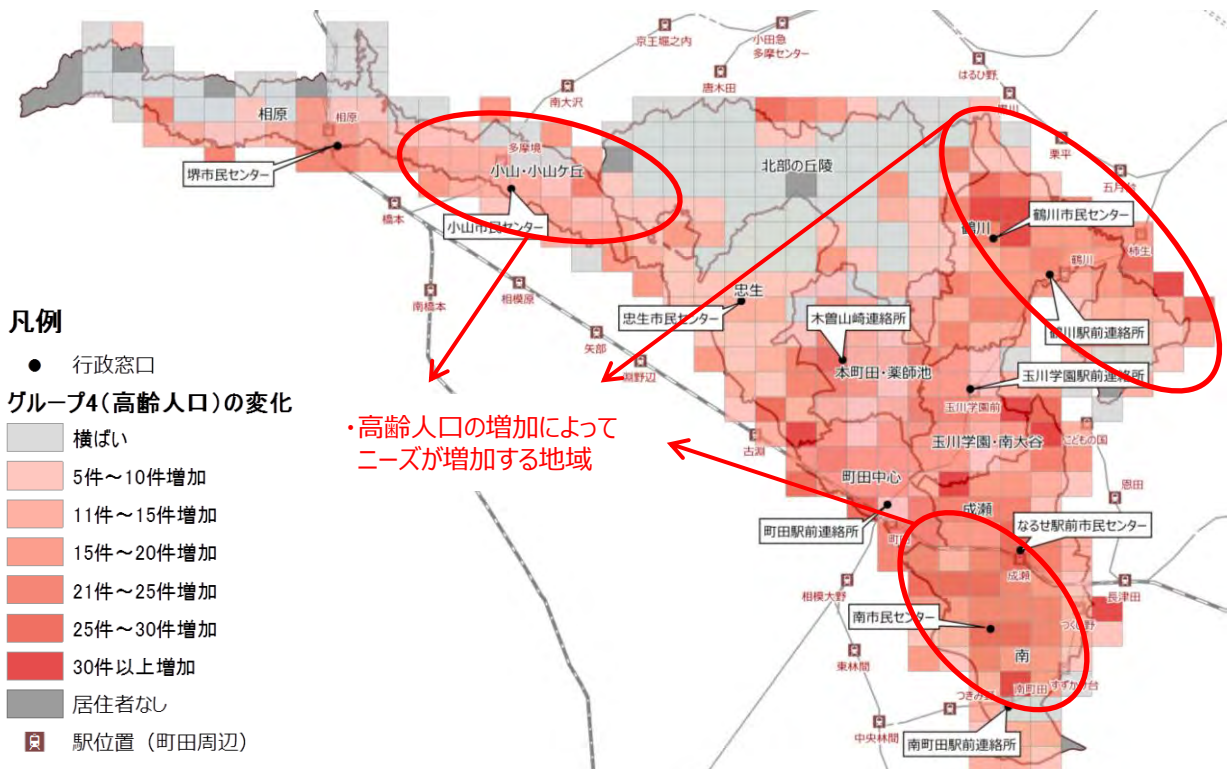 京王堀之内
小田急
多摩センター
唐木田
はるひ野
黒川
南大沢
栗平
五月台
相原
相原
多摩境
小山・小山ケ丘
北部の丘陵
堺市民センター
橋本
小山市民センター
鶴川
鶴川市民センター
柿生
鶴川
鶴川駅前連絡所
南橋本
相模原
忠生
忠生市民センター
木曽山崎連絡所
矢部
淵野辺
本町田・薬師池
玉川学園駅前連絡所
玉川学園前
こどもの国
古淵
玉川学園・南大谷
恩田
町田中心
成瀬
町田駅前連絡所
町田
なるせ駅前市民センター
成瀬
長津田
相模大野
南市民センター
つくし野
東林間
南
すずかけ台
南町田
つきみ野
中央林間
南町田駅前連絡所
・高齢人口の増加によって
ニーズが増加する地域
凡例
行政窓口
グループ4(高齢人口)の変化
横ばい
5件～10件増加
11件～15件増加
15件～20件増加
21件～25件増加
25件～30件増加
30件以上増加
居住者なし
駅位置（町田周辺）